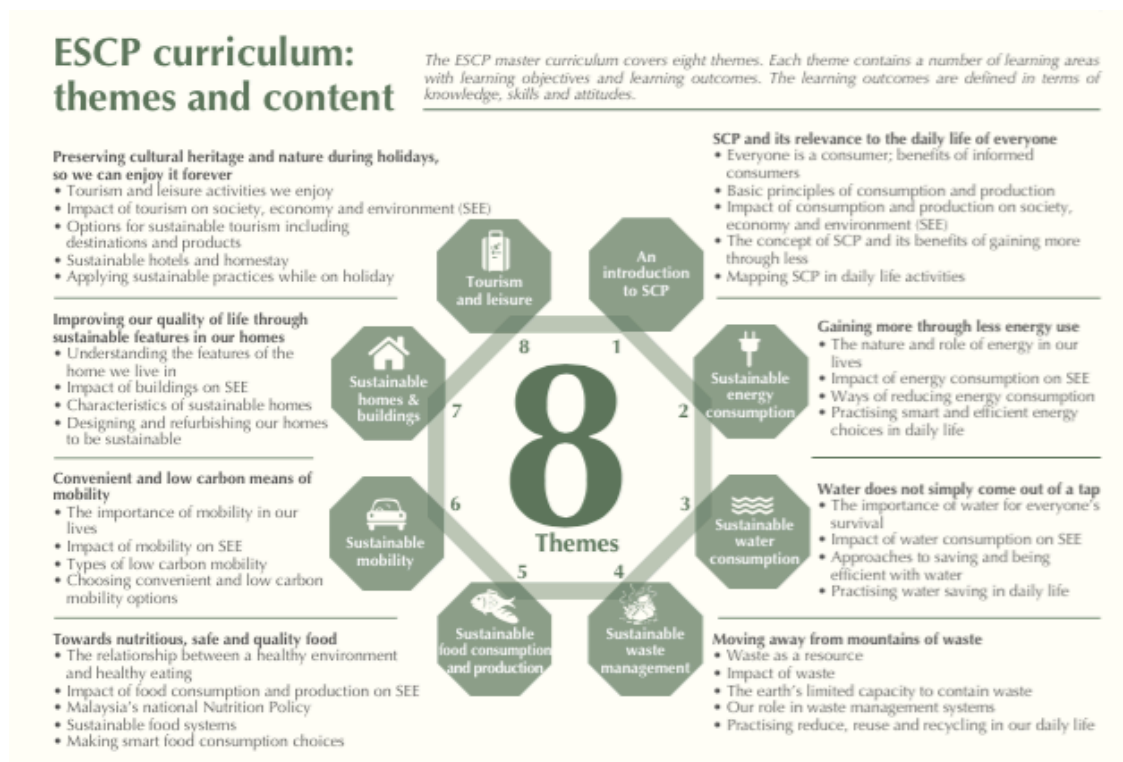 ESCP curriculum:
themes and content
The ESCP master curriculum covers eight themes. Each theme contains a number of learning areas
with learning objectives and learning outcomes. The learning outcomes are defined in terms of
knowledge, skills and attitudes.
Preserving cultural heritage and nature during holidays,
so we can enjoy it forever
• Tourism and leisure activities we enjoy
• Impact of tourism on society, economy and environment (SEE)
• Options for sustainable tourism including
destinations and products
• Sustainable hotels and homestay
• Applying sustainable practices while on holiday
Improving our quality of life through
sustainable features in our homes
• Understanding the features of the
home we live in
• Impact of buildings on SEE
• Characteristics of sustainable homes
• Designing and refurbishing our homes
to be sustainable
Convenient and low carbon means of
mobility
• The importance of mobility in our
lives
• Impact of mobility on SEE
• Types of low carbon mobility
• Choosing convenient and low carbon
mobility options
Towards nutritious, safe and quality food
• The relationship between a healthy environment
and healthy eating
• Impact of food consumption and production on SEE
• Malaysia's national Nutrition Policy
• Sustainable food systems
• Making smart food consumption choices
Tourism
and leisure
8
An
introduction
to SCP
1
Sustainable
homes &
buildings
7
Sustainable
energy
consumption
2
8
Themes
Sustainable
mobility
6
Sustainable
water
consumption
3
Sustainable
food consumption
and production
5
Sustainable
waste
management
4
SCP and its relevance to the daily life of everyone
• Everyone is a consumer; benefits of informed
consumers
• Basic principles of consumption and production
• Impact of consumption and production on society,
economy and environment (SEE)
• The concept of SCP and its benefits of gaining more
through less
• Mapping SCP in daily life activities
Gaining more through less energy use
• The nature and role of energy in our
lives
• Impact of energy consumption on SEE
• Ways of reducing energy consumption
• Practising smart and efficient energy
choices in daily life
Water does not simply come out of a tap
• The importance of water for everyone's
survival
• Impact of water consumption on SEE
• Approaches to saving and being
efficient with water
• Practising water saving in daily life
Moving away from mountains of waste
• Waste as a resource
• Impact of waste
• The earth's limited capacity to contain waste
• Our role in waste management systems
• Practising reduce, reuse and recycling in our daily life